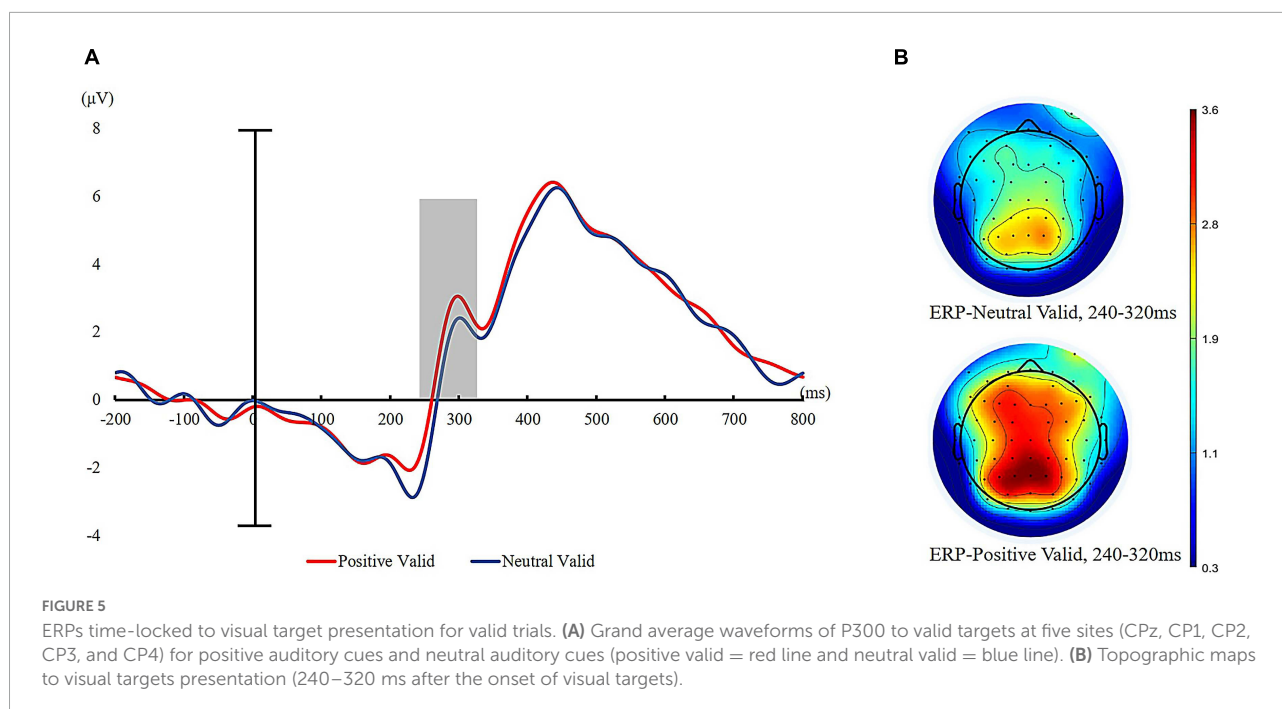 A
B
(μV)
8
6
4
2
0
-2
-4
-200 -100 0 100 200 300 400 500 600 700 800
(ms)
Positive Valid Neutral Valid
3.6
2.8
1.9
1.1
0.3
ERP-Neutral Valid, 240-320ms
ERP-Positive Valid, 240-320ms
FIGURE 5
ERPs time-locked to visual target presentation for valid trials. (A) Grand average waveforms of P300 to valid targets at five sites (CPz, CP1, CP2,
CP3, and CP4) for positive auditory cues and neutral auditory cues (positive valid = red line and neutral valid = blue line). (B) Topographic maps
to visual targets presentation (240–320 ms after the onset of visual targets).